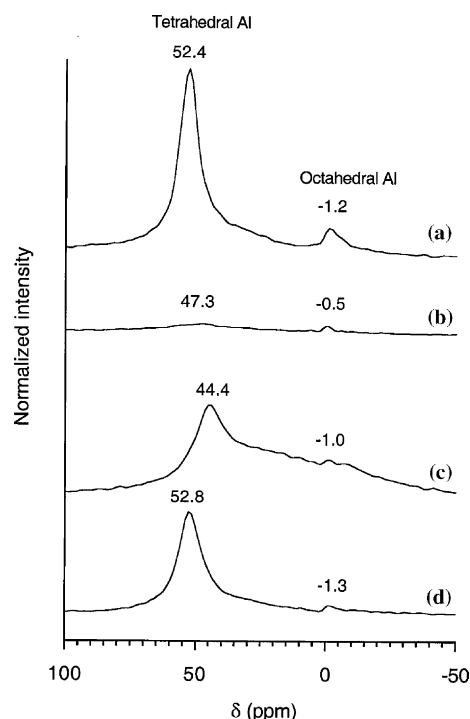 Tetrahedral Al
52.4
Octahedral Al
-1.2
(a)
47.3
-0.5
(b)
44.4
-1.0
(c)
52.8
-1.3
(d)
Normalized intensity
100
50
0
-50
δ (ppm)